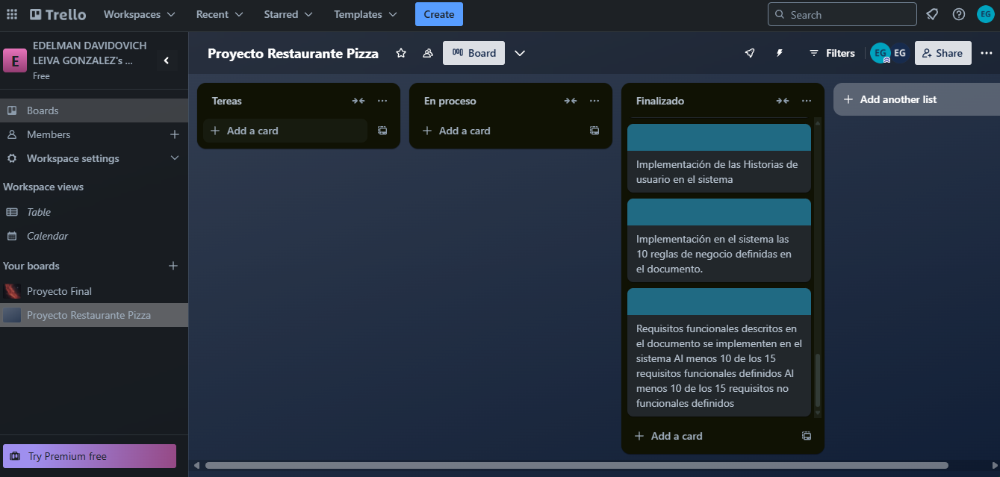 Trello
Workspaces
Recent
Starred
Templates
Create
Search
EG
E
EDELMAN DAVIDOVICH
LEIVA GONZALEZ's ...
Free
Boards
Members
Workspace settings
Workspace views
Table
Calendar
Your boards
Proyecto Final
Proyecto Restaurante Pizza
Try Premium free
Proyecto Restaurante Pizza
Board
Filters
EG
EG
Share
Tereas
Add a card
En proceso
Add a card
Finalizado
Implementación de las Historias de
usuario en el sistema
Implementación en el sistema las
10 reglas de negocio definidas en
el documento.
Requisitos funcionales descritos en
el documento se implementen en el
sistema Al menos 10 de los 15
requisitos funcionales definidos Al
menos 10 de los 15 requisitos no
funcionales definidos
Add a card
Add another list